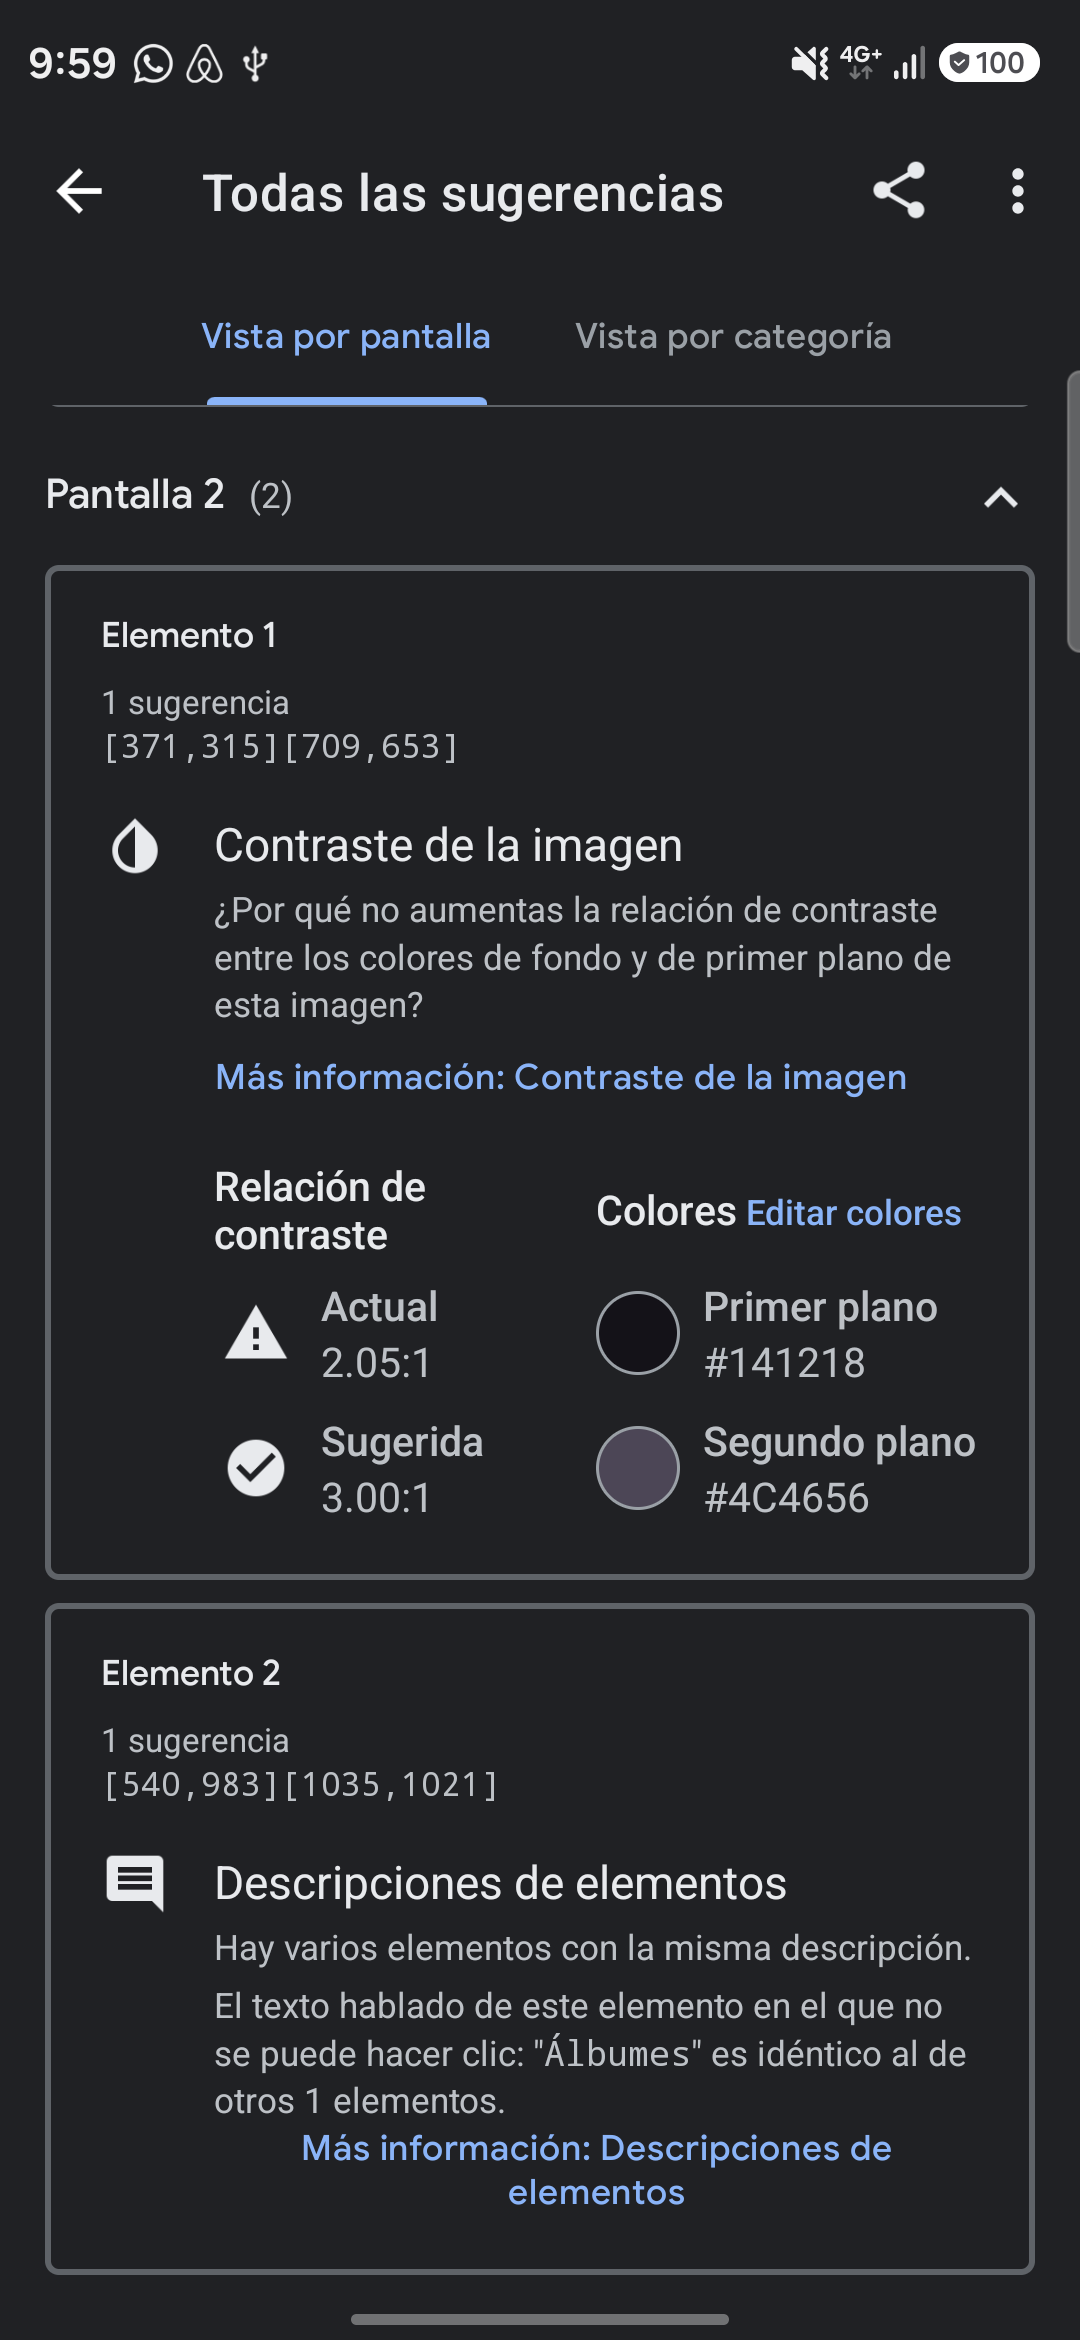 9:59 4G+ 100
Todas las sugerencias
Vista por pantalla Vista por categoría
Pantalla 2 (2)
Elemento 1
1 sugerencia
[371,315][709,653]
Contraste de la imagen
¿Por qué no aumentas la relación de contraste
entre los colores de fondo y de primer plano de
esta imagen?
Más información: Contraste de la imagen
Relación de
contraste
Colores Editar colores
Actual
2.05:1
Primer plano
#141218
Sugerida
3.00:1
Segundo plano
#4C4656
Elemento 2
1 sugerencia
[540,983][1035,1021]
Descripciones de elementos
Hay varios elementos con la misma descripción.
El texto hablado de este elemento en el que no
se puede hacer clic: "Álbumes" es idéntico al de
otros 1 elementos.
Más información: Descripciones de
elementos